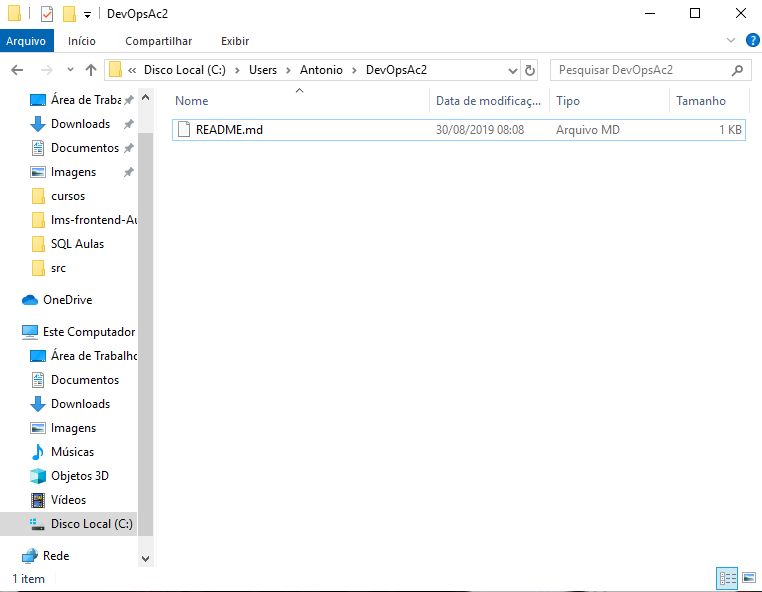 DevOpsAc2
Arquivo Início Compartilhar Exibir
« Disco Local (C:) › Users › Antonio › DevOpsAc2
Pesquisar DevOpsAc2
Área de Traba
Downloads
Documentos
Imagens
cursos
lms-frontend-Au
SQL Aulas
src
OneDrive
Este Computador
Área de Trabalho
Documentos
Downloads
Imagens
Músicas
Objetos 3D
Vídeos
Disco Local (C:)
Rede
Nome Data de modificaç... Tipo Tamanho
README.md 30/08/2019 08:08 Arquivo MD 1 KB
1 item